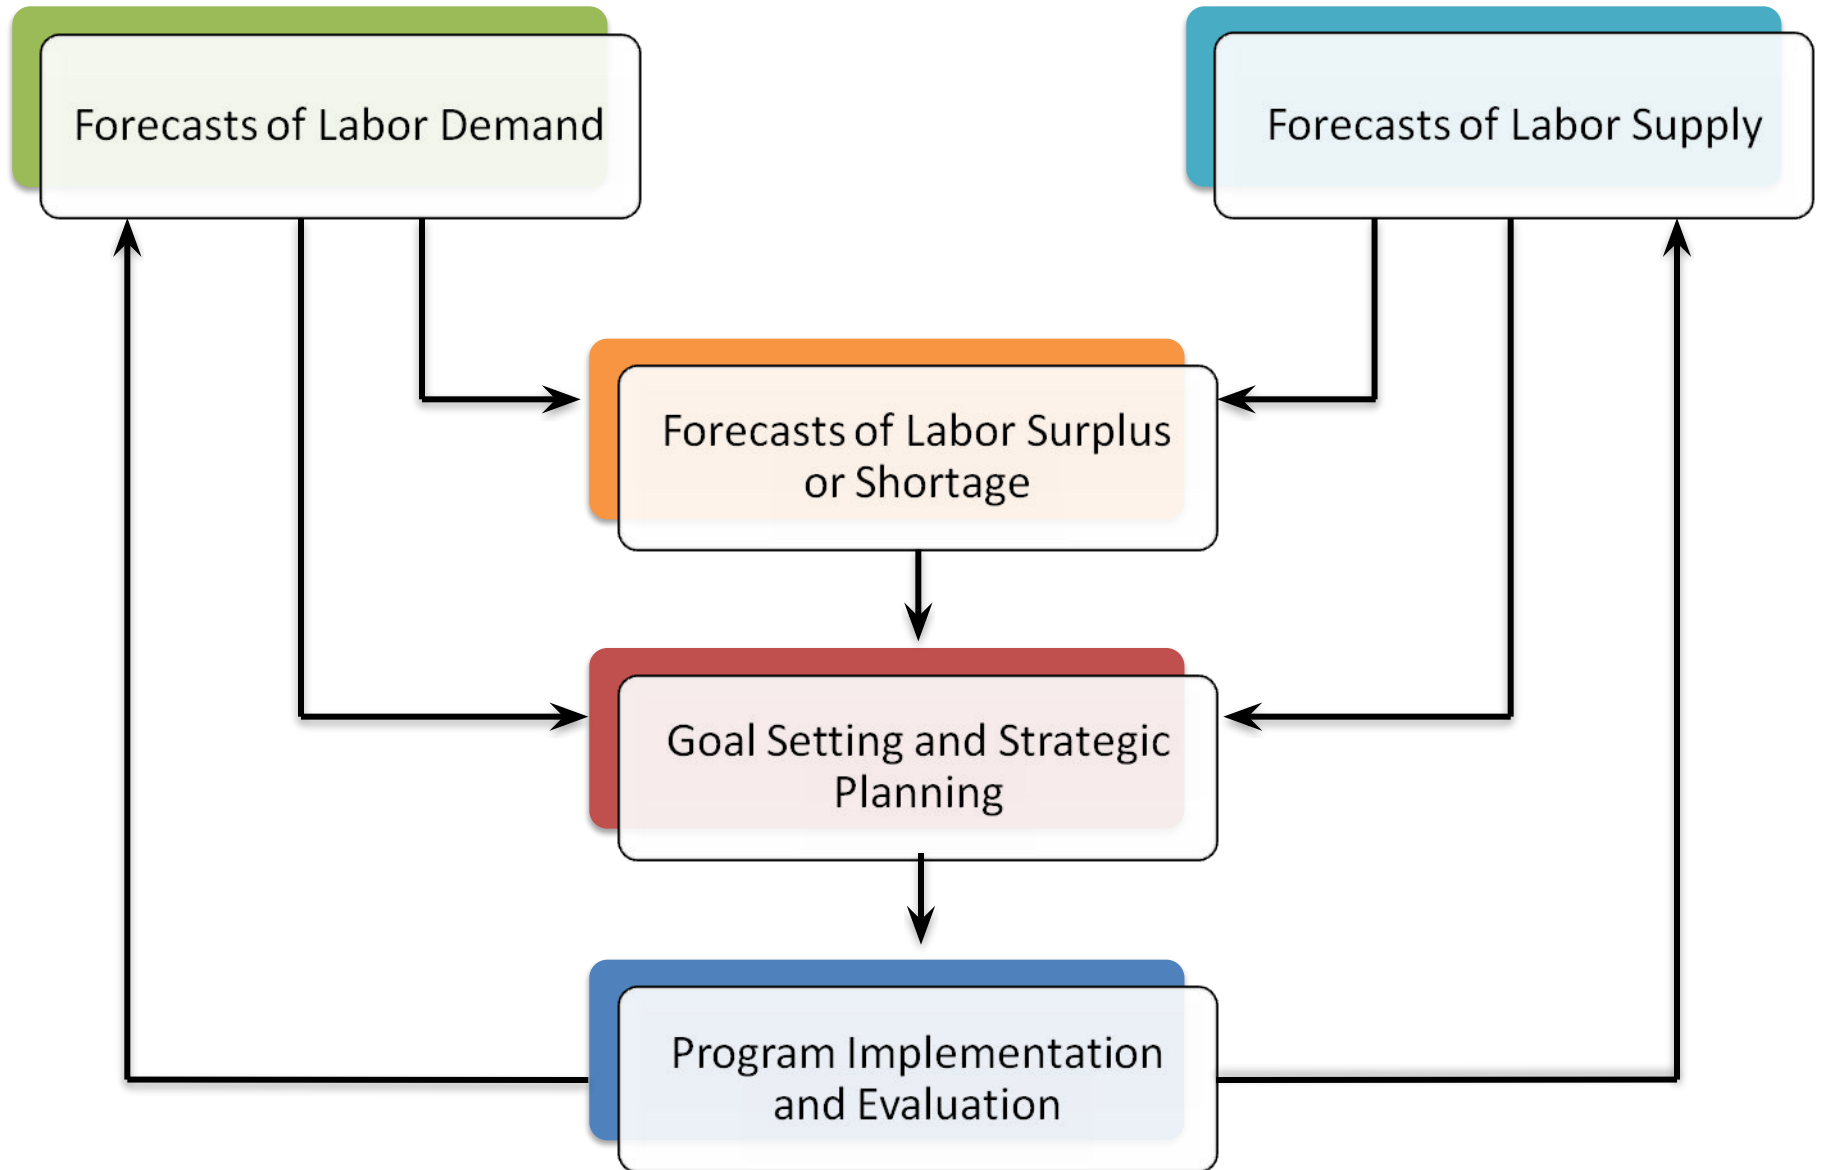 Forecasts of Labor Demand
Forecasts of Labor Supply
Forecasts of Labor Surplus
or Shortage
Goal Setting and Strategic
Planning
Program Implementation
and Evaluation